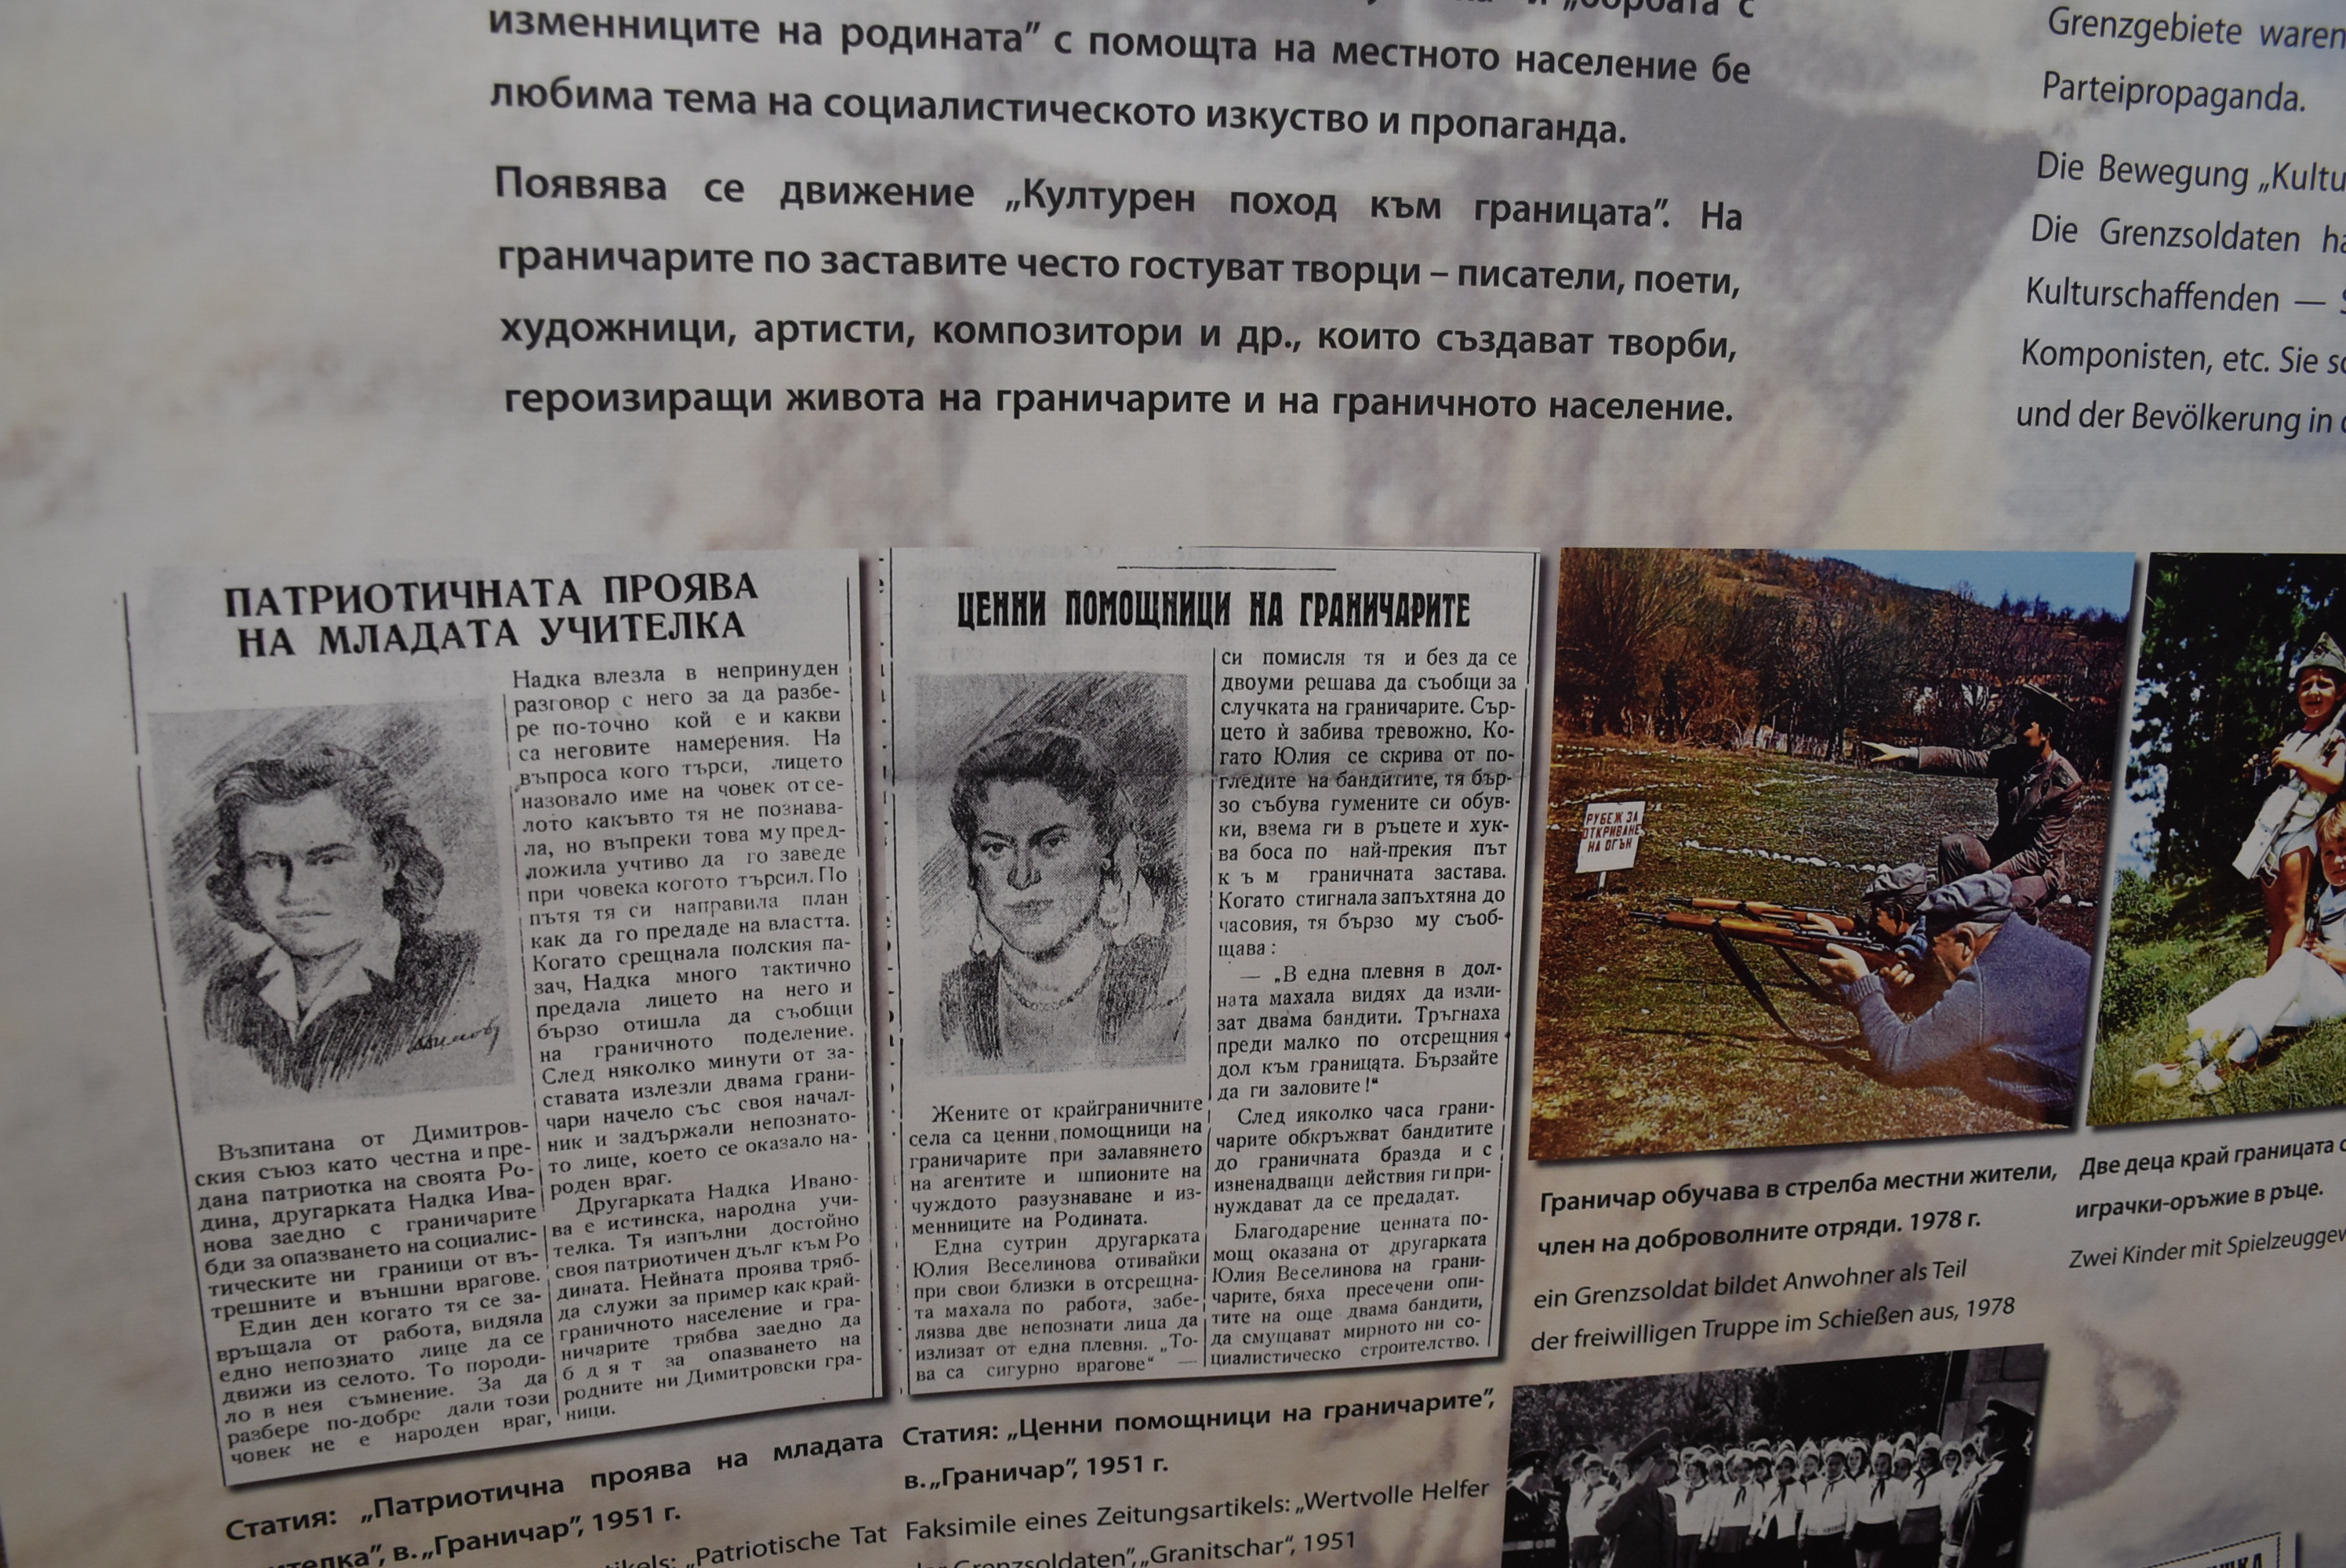 изменниците на родината” с помощта на местното население бе
любима тема на социалистическото изкуство и пропаганда.
Появява се движение „Културен поход към границата”. На
граничарите по заставите често гостуват творци – писатели, поети,
художници, артисти, композитори и др., които създават творби,
героизиращи живота на граничарите и на граничното население.
Grenzgebiete waren
Parteipropaganda.
Die Bewegung
Die Grenzsoldaten
Kulturschaffenden —
Komponisten, etc. Sie
und der Bevölkerung in
ПАТРИОТИЧНАТА ПРОЯВА
НА МЛАДАТА УЧИТЕЛКА
Възпитана от Димитров-
ския съюз като честна и пре-
дана патриотка на своята Ро-
дина, другарката Надка Ива-
нова заедно с граничарите
бди за опазването на социалис-
тическите ни граници от въ-
трешните и външни врагове.
Един ден когато тя се за-
връщала от работа, видяла
едно непознато лице да се
движи из селото. То породи-
ло в нея съмнение. За да
разбере по-добре дали този
човек не е народен враг,
Надка влезла в непринуден
разговор с него за да разбе-
ре по-точно кой е и какви
са неговите намерения. На
въпроса кого търси, лицето
назовало име на човек от се-
лото какъвто тя не познава-
ла, но въпреки това му пред-
ложила учтиво да го заведе
при човека когото търсил. По
пътя тя си направила план
как да го предаде на властта.
Когато срещнала полския па-
зач, Надка много тактично
предала лицето на него и
бързо отишла да съобщи
на граничното поделение.
След няколко минути от за-
ставата излезли двама грани-
чари начело със своя начал-
ник и задържали непознато-
то лице, което се оказало на-
роден враг.
Другарката Надка Ивано-
ва е истинска, народна учи-
телка. Тя изпълни достойно
своя патриотичен дълг към Ро
дината. Нейната проява тряб-
да служи за пример как край-
граничното население и гра-
ничарите трябва заедно да
бдят за опазването на
родните ни Димитровски гра-
ници.
ЦЕННИ ПОМОЩНИЦИ НА ГРАНИЧАРИТЕ
Жените от крайграничните
села са ценни помощници на
граничарите при залавянето
на агентите и шпионите на
чуждото разузнаване и из-
менниците на Родината.
Една сутрин другарката
Юлия Веселинова отивайки
при свои близки в отсрещна-
та махала по работа, забе-
лязва две непознати лица да
излизат от една плевня. „То-
ва са сигурно врагове“ —
си помисля тя и без да се
двоуми решава да съобщи за
случката на граничарите. Сър-
цето ѝ забива тревожно. Ко-
гато Юлия се скрива от по-
гледите на бандитите, тя бър-
зо събува гумените си обув-
ки, взема ги в ръцете и хук-
ва боса по най-прекия път
към граничната застава.
Когато стигнала запъхтяна до
часовия, тя бързо му съоб-
щава:
— „В една плевня в дол-
ната махала видях да изли-
зат двама бандити. Тръгнаха
преди малко по отсрещния
дол към границата. Бързайте
да ги заловите!“
След няколко часа грани-
чарите обкръжват бандитите
до граничната бразда и с
изненадващи действия ги при-
нуждават да се предадат.
Благодарение ценната по-
мощ оказана от другарката
Юлия Веселинова на грани-
чарите, бяха пресечени опи-
тите на още двама бандити,
да смущават мирното ни со-
циалистическо строителство.
РУБЕЖ ЗА
ОТКРИВАНЕ
НА ОГЪН
Граничар обучава в стрелба местни жители,
член на доброволните отряди. 1978 г.
ein Grenzsoldat bildet Anwohner als Teil
der freiwilligen Truppe im Schießen aus, 1978
Две деца край границата с
играчки-оръжие в ръце.
Zwei Kinder mit
Статия: „Патриотична проява на младата
в. „Граничар”, 1951 г.
„Patriotische Tat
Статия: „Ценни помощници на граничарите”,
в. „Граничар”, 1951 г.
Faksimile eines Zeitungsartikels: „Wertvolle Helfer
Grenzsoldaten”, „Granitschar“, 1951